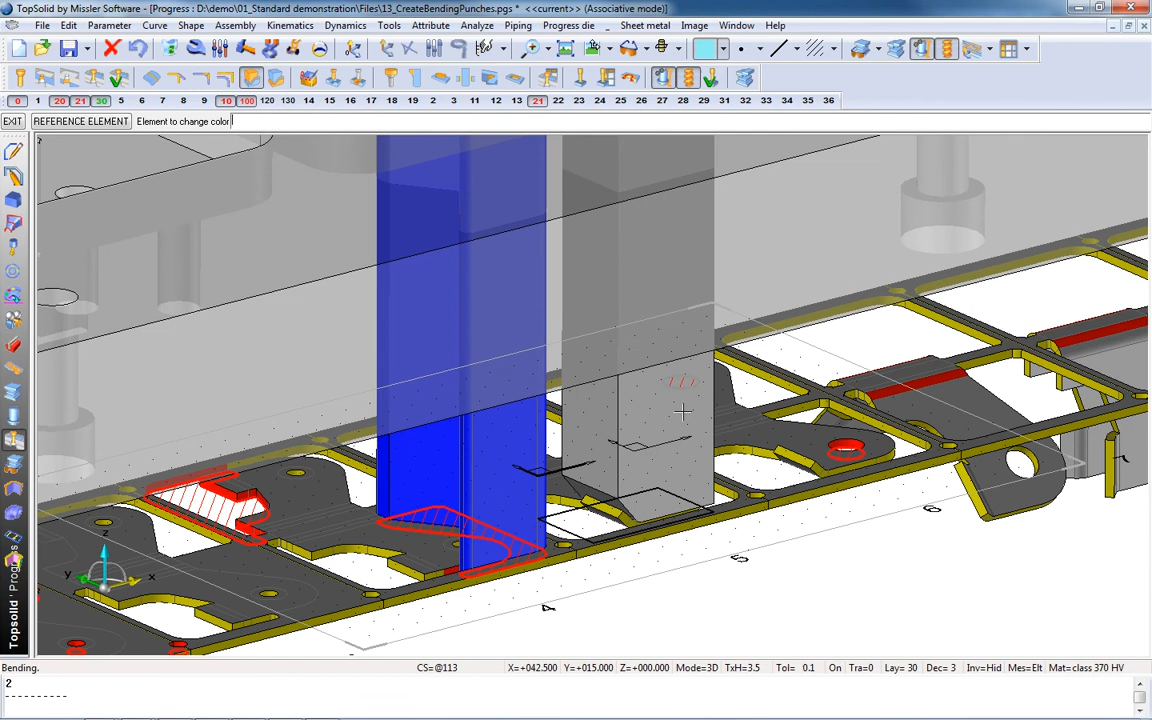 TopSolid by Missler Software - [Progress : D:\demo\01_Standard demonstration\Files\13_CreateBendingPunches.pgs * <<current>> (Associative mode)]
File Edit Parameter Curve Shape Assembly Kinematics Dynamics Tools Attribute Analyze Piping Progress die Sheet metal Image Window Help
0 1 20 21 30 5 6 7 8 9 10 100 120 130 14 15 16 17 18 19 2 3 11 12 13 21 22 23 24 25 26 27 28 29 30 31 32 33 34 35 36
EXIT REFERENCE ELEMENT Element to change color
z
y x
4
5
6
Topsolid'Progress
Bending. CS=@113 X=+042.500 Y=+015.000 Z=+000.000 Mode=3D TxH=3.5 Tol= 0.1 On Tra=0 Lay= 30 Dec= 3 Inv=Hid Mes=Elt Mat=class 370 HV
2
----------